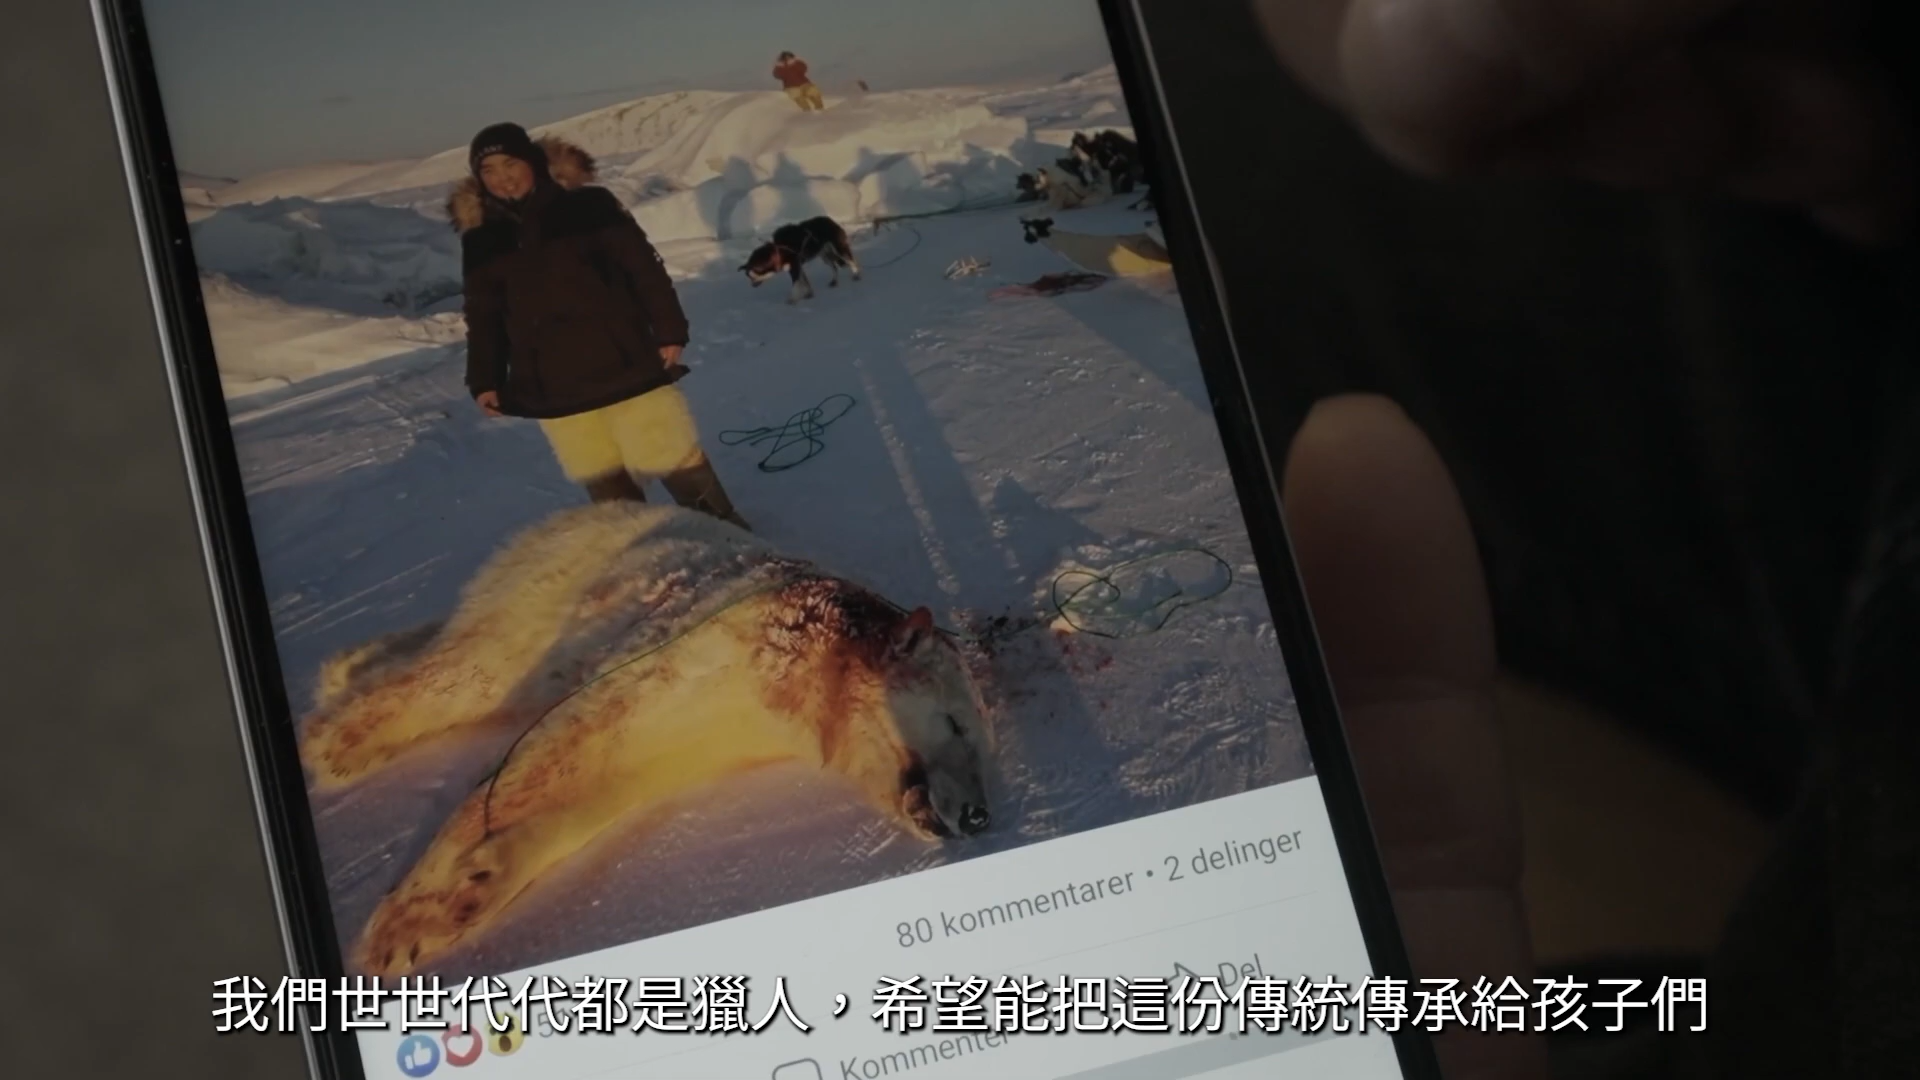 80 kommentarer • 2 delinger
Del
我們世世代代都是獵人，希望能把這份傳統傳承給孩子們
Kommenter